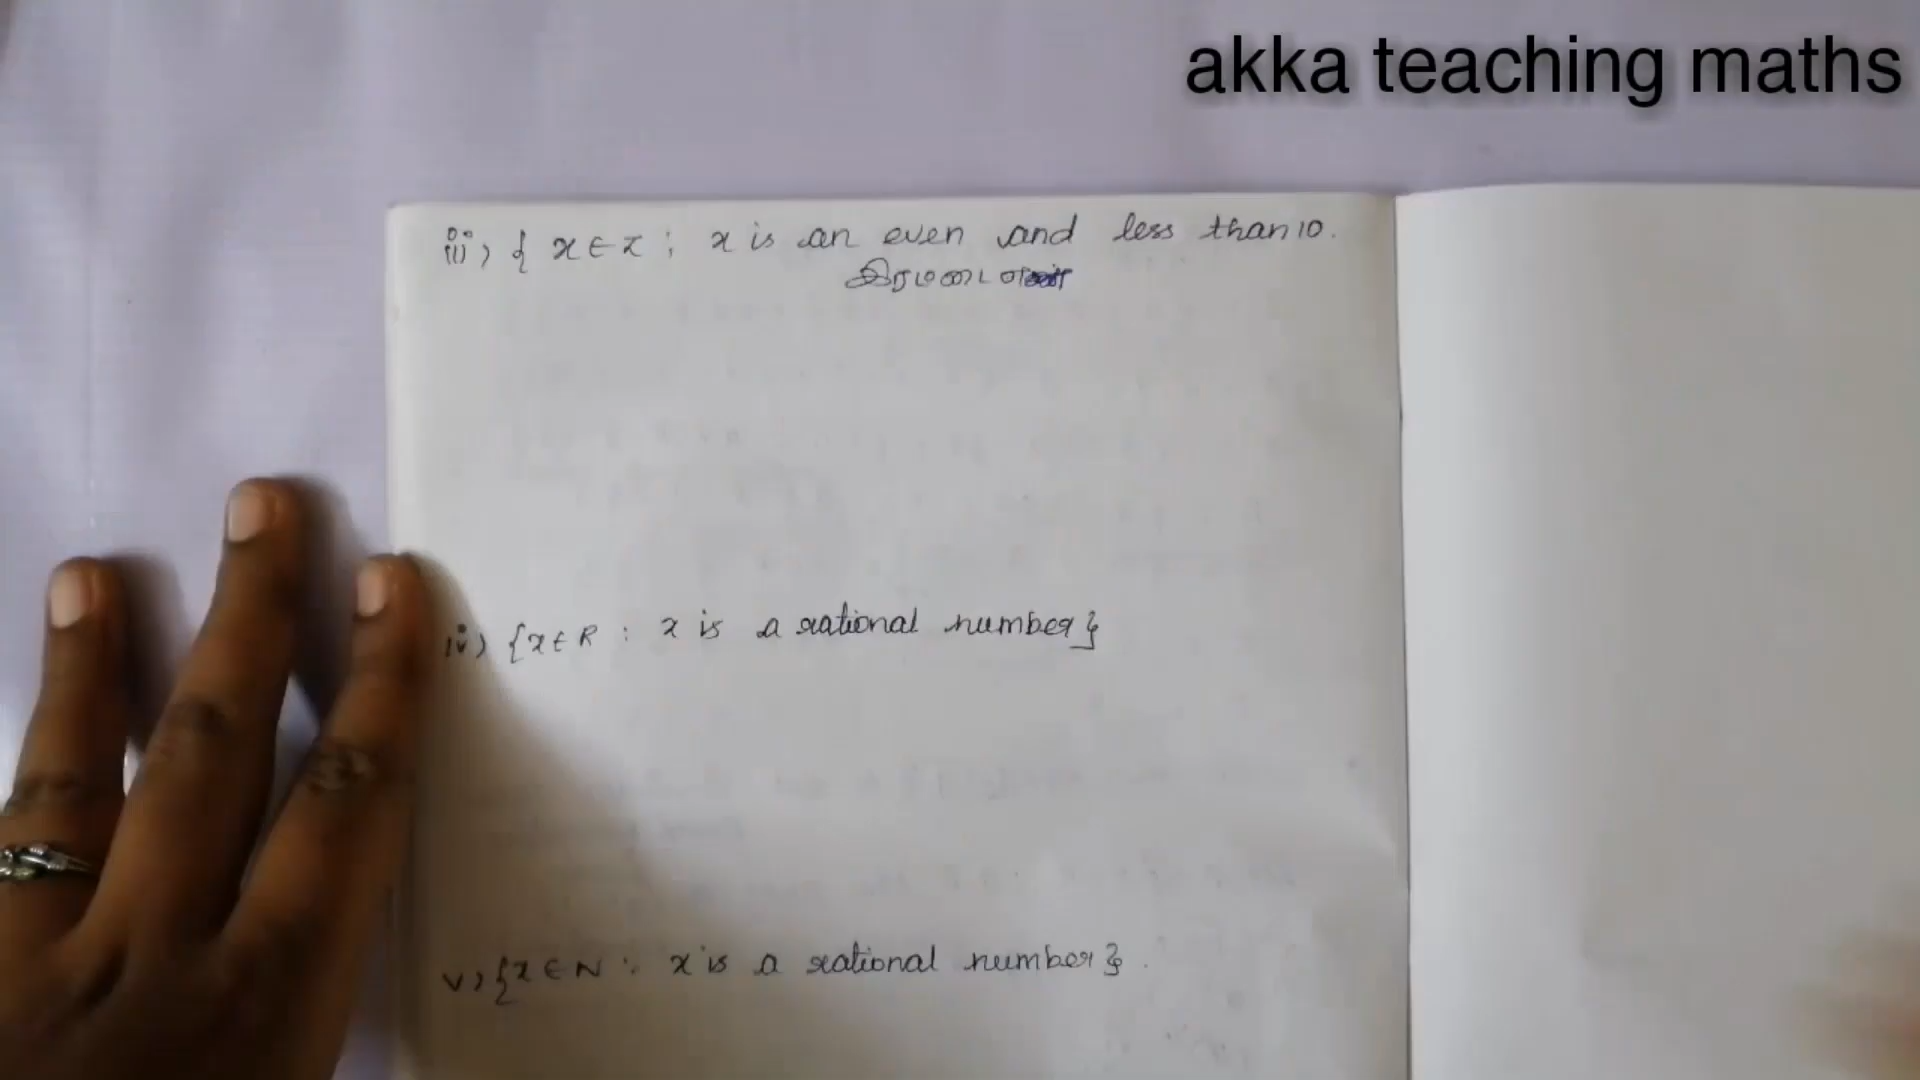 akka teaching maths
iii) { x ∈ Z : x is an even and less than 10.
இரட்டை
iv) {x ∈ R : x is a rational number}
v) {x ∈ N : x is a rational number}.